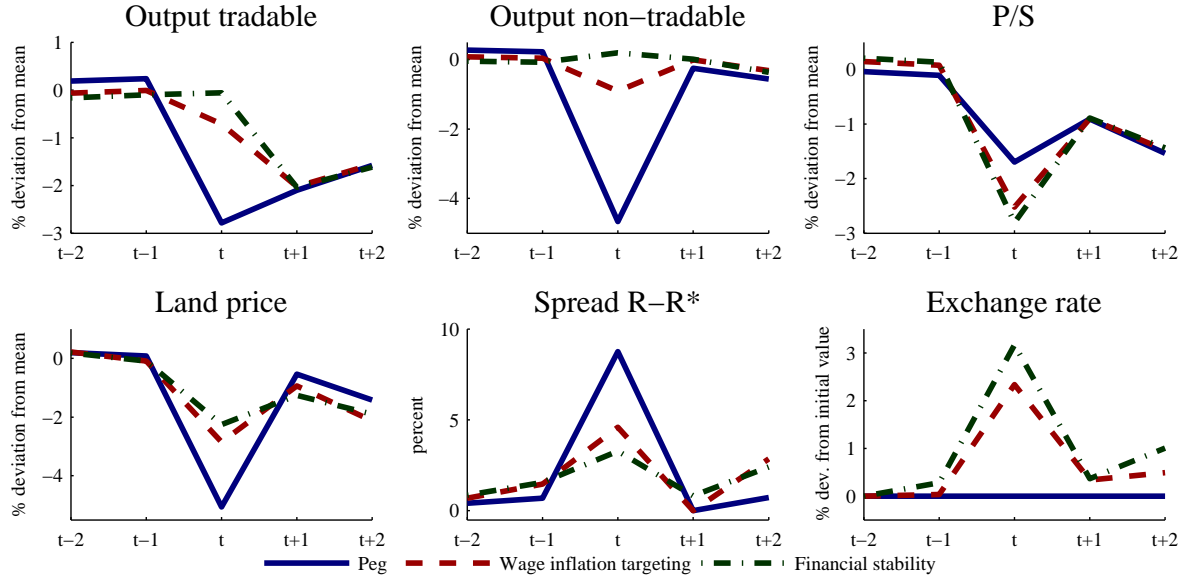 Output tradable
Output non−tradable
P/S
% deviation from mean
1
0
−1
−2
−3
t−2 t−1 t t+1 t+2
% deviation from mean
0
−2
−4
t−2 t−1 t t+1 t+2
% deviation from mean
0
−1
−2
−3
t−2 t−1 t t+1 t+2
Land price
Spread R−R*
Exchange rate
% deviation from mean
0
−2
−4
t−2 t−1 t t+1 t+2
percent
10
5
0
t−2 t−1 t t+1 t+2
% dev. from initial value
3
2
1
0
t−2 t−1 t t+1 t+2
Peg Wage inflation targeting Financial stability